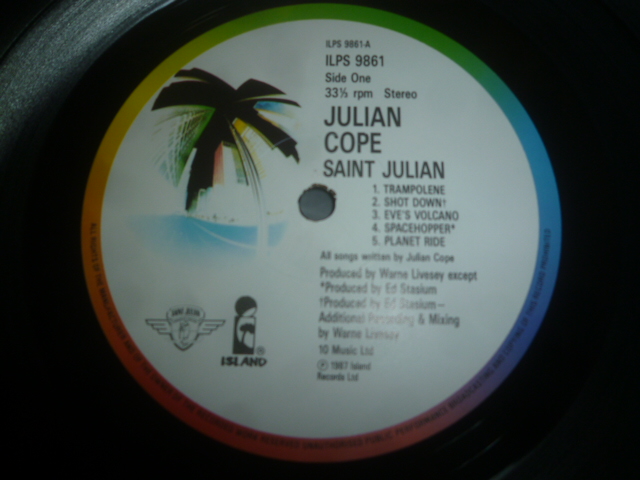 ILPS 9861-A
ILPS 9861
Side One
33⅓ rpm Stereo
JULIAN
COPE
SAINT JULIAN
1. TRAMPOLENE
2. SHOT DOWN†
3. EVE'S VOLCANO
4. SPACEHOPPER*
5. PLANET RIDE
All songs written by Julian Cope
Produced by Warne Livesey except
*Produced by Ed Stasium
†Produced by Ed Stasium –
Additional Recording & Mixing
by Warne Livesey
10 Music Ltd
℗ 1987 Island
Records Ltd
ISLAND®